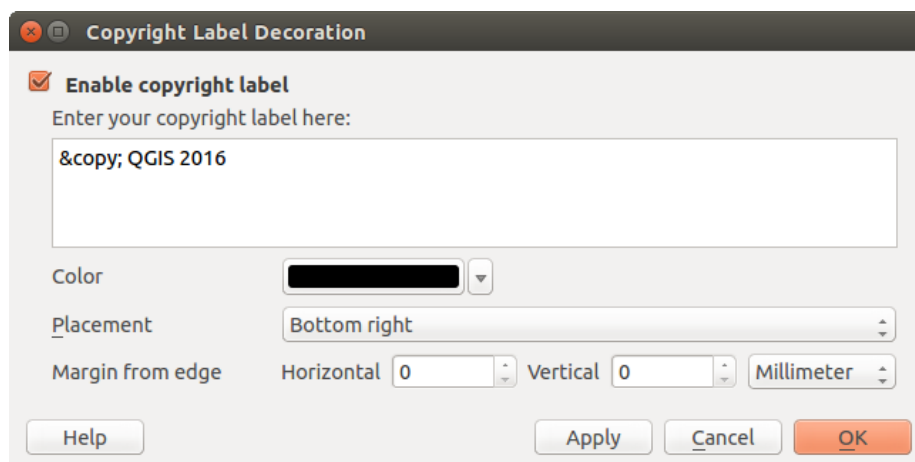 Copyright Label Decoration
Enable copyright label
Enter your copyright label here:
&copy; QGIS 2016
Color
Placement
Bottom right
Margin from edge Horizontal 0 Vertical 0 Millimeter
Help Apply Cancel OK